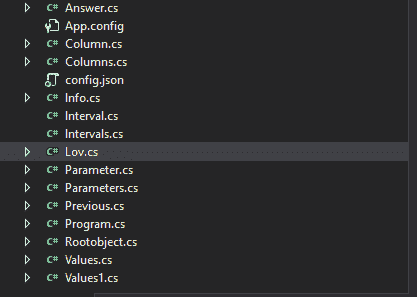 C# Answer.cs
App.config
C# Column.cs
C# Columns.cs
config.json
C# Info.cs
C# Interval.cs
C# Intervals.cs
C# Lov.cs
C# Parameter.cs
C# Parameters.cs
C# Previous.cs
C# Program.cs
C# Rootobject.cs
C# Values.cs
C# Values1.cs